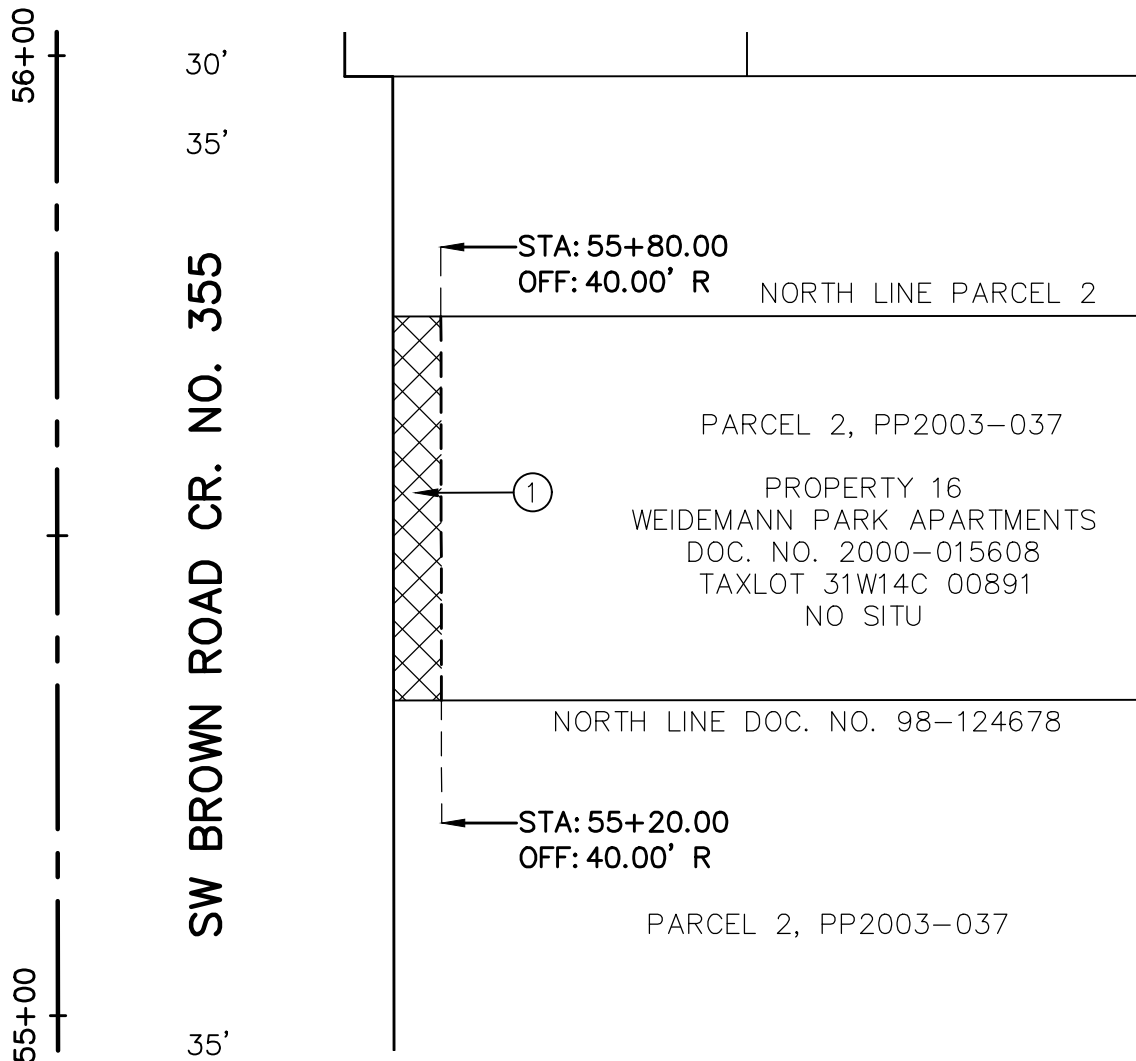 56+00
30'
35'
STA: 55+80.00
OFF: 40.00' R
NORTH LINE PARCEL 2
SW BROWN ROAD CR. NO. 355
PARCEL 2, PP2003-037
1
PROPERTY 16
WEIDEMANN PARK APARTMENTS
DOC. NO. 2000-015608
TAXLOT 31W14C 00891
NO SITU
NORTH LINE DOC. NO. 98-124678
STA: 55+20.00
OFF: 40.00' R
PARCEL 2, PP2003-037
55+00
35'